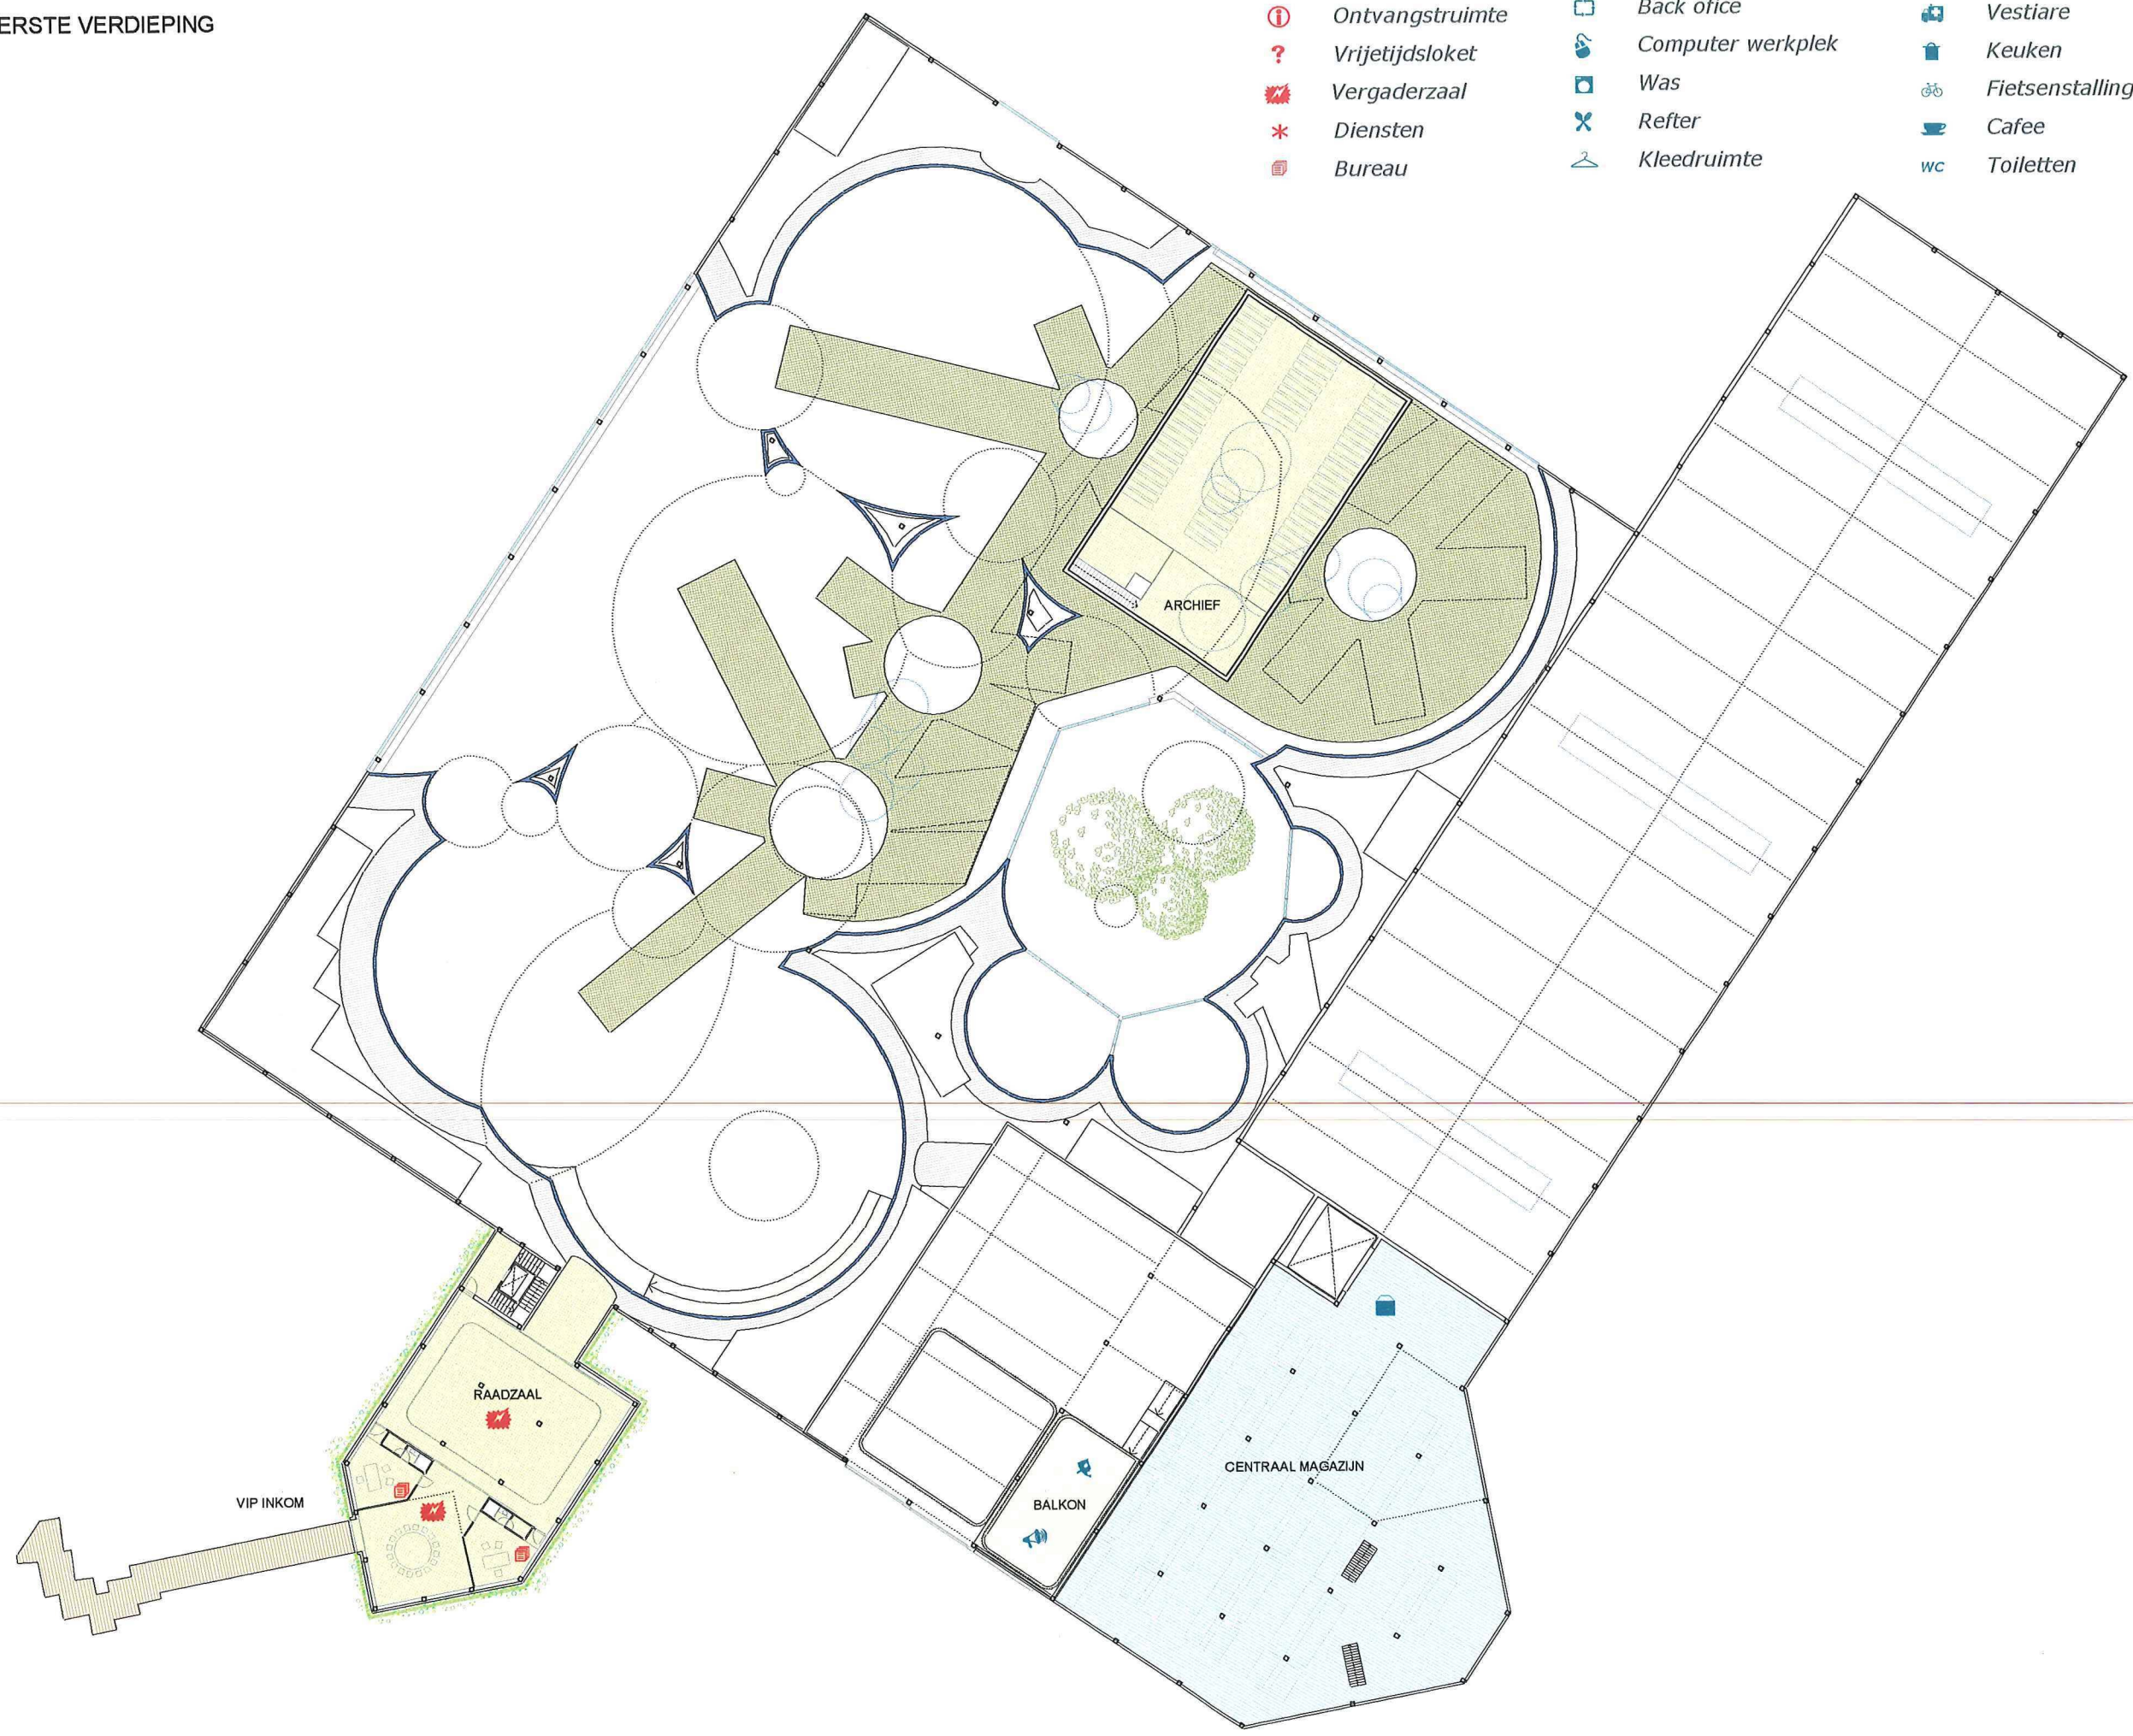 ERSTE VERDIEPING
Ontvangstruimte
Vrijetijdsloket
Vergaderzaal
Diensten
Bureau
Back ofice
Computer werkplek
Was
Refter
Kleedruimte
Vestiare
Keuken
Fietsenstalling
Cafee
WC Toiletten
ARCHIEF
RAADZAAL
VIP INKOM
BALKON
CENTRAAL MAGAZIJN